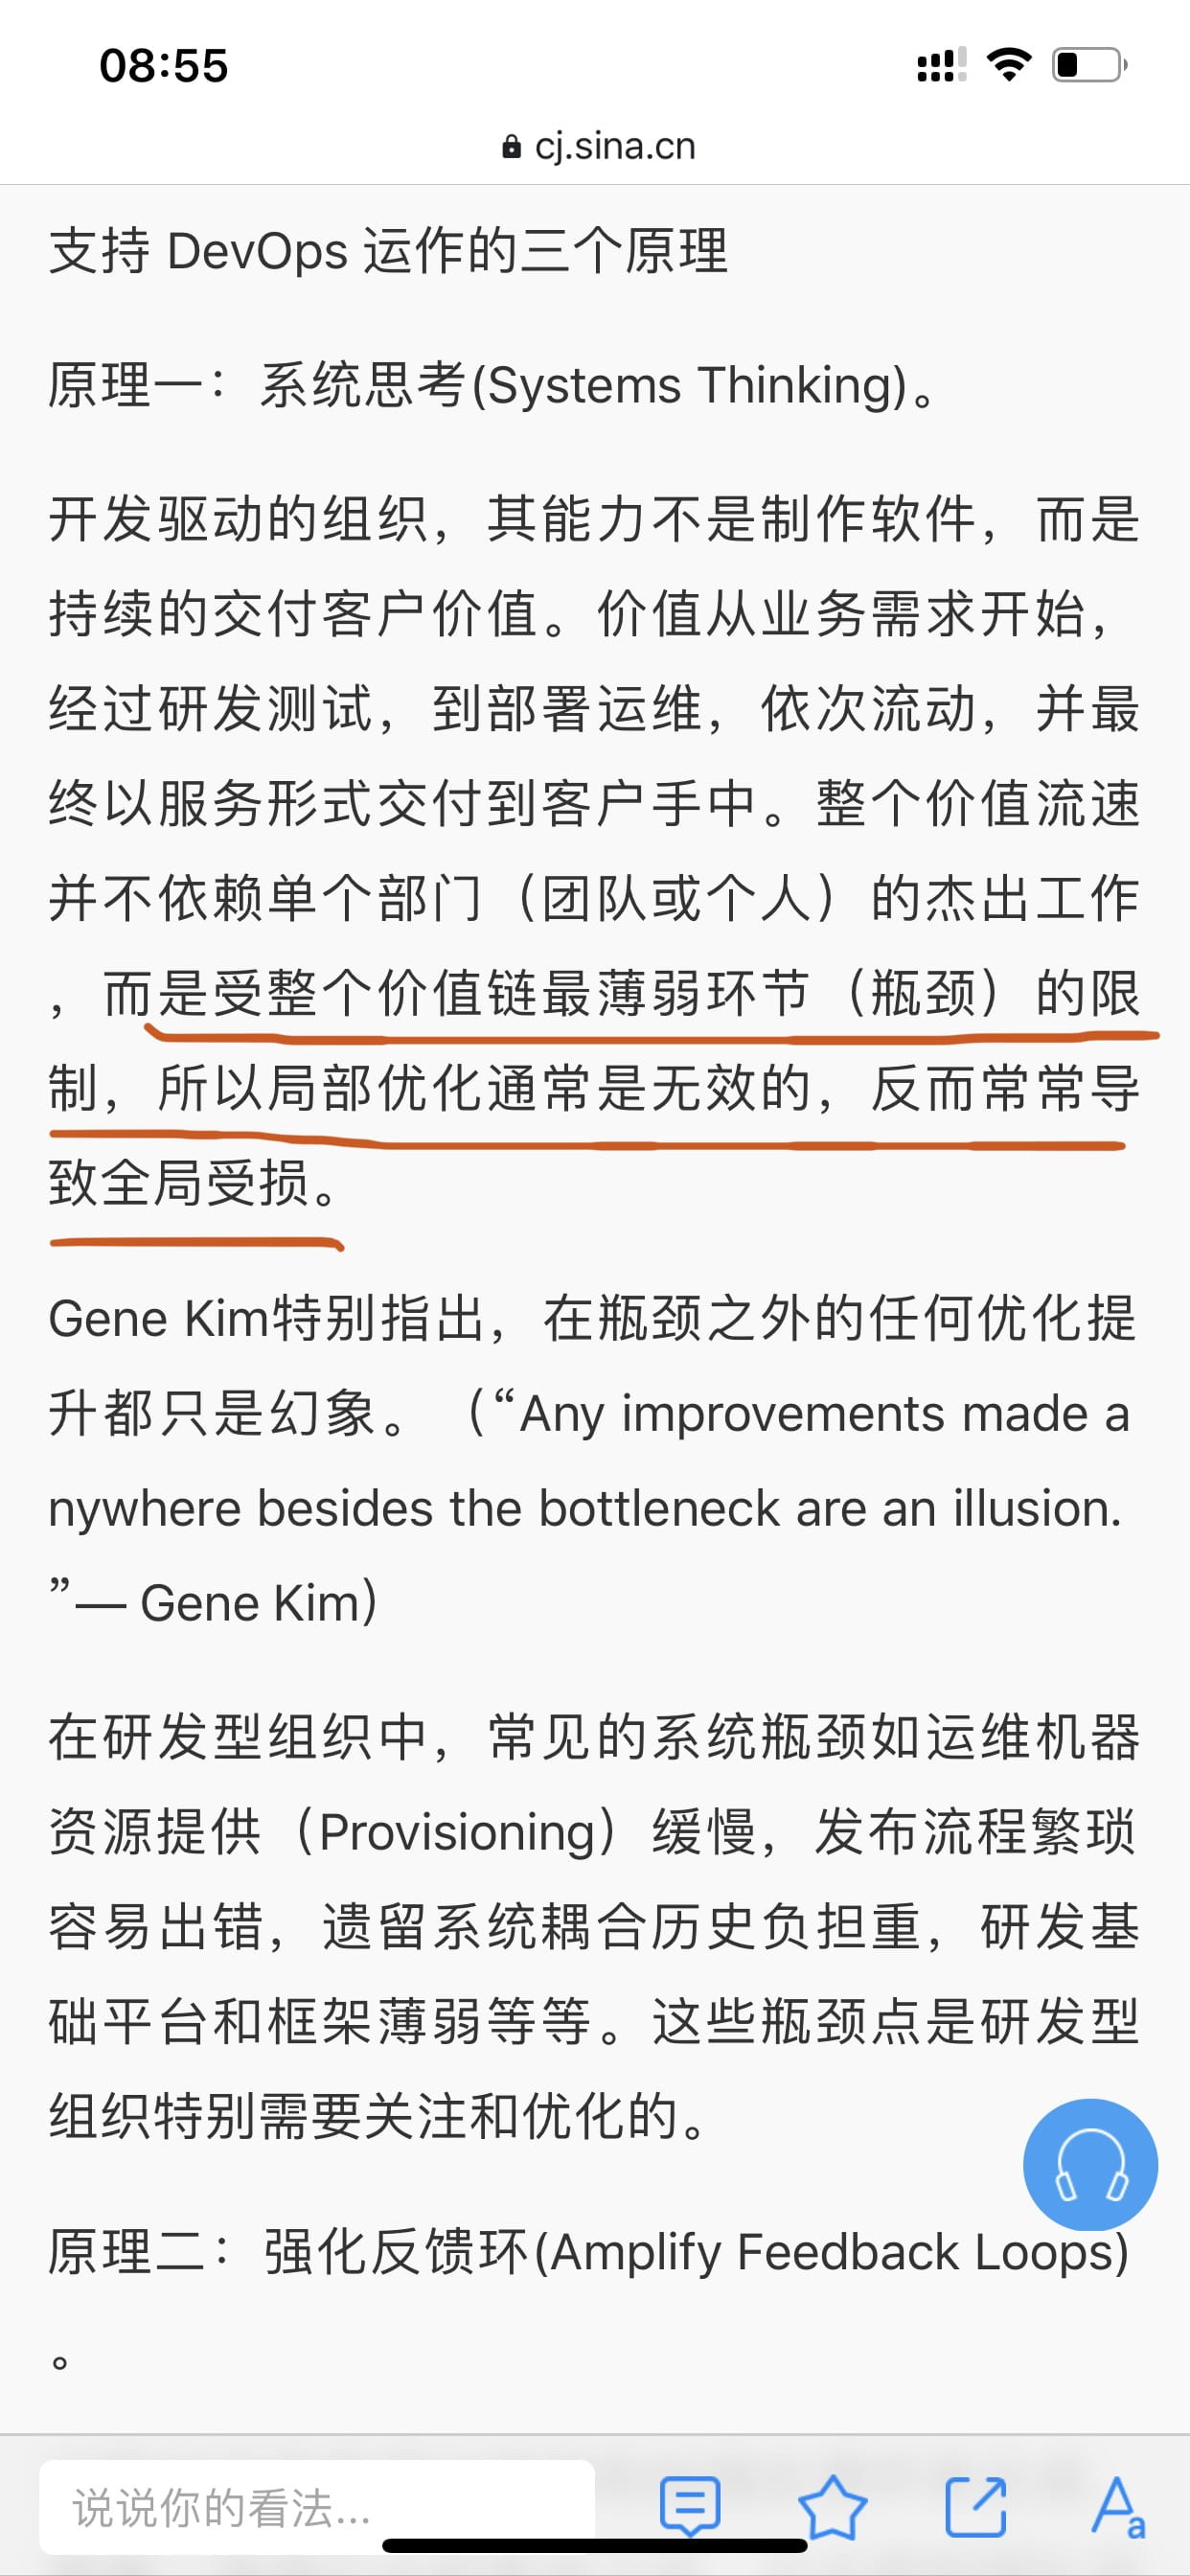 08:55
cj.sina.cn
支持 DevOps 运作的三个原理
原理一：系统思考(Systems Thinking)。
开发驱动的组织，其能力不是制作软件，而是
持续的交付客户价值。价值从业务需求开始，
经过研发测试，到部署运维，依次流动，并最
终以服务形式交付到客户手中。整个价值流速
并不依赖单个部门（团队或个人）的杰出工作
，而是受整个价值链最薄弱环节（瓶颈）的限
制，所以局部优化通常是无效的，反而常常导
致全局受损。
Gene Kim特别指出，在瓶颈之外的任何优化提
升都只是幻象。（“Any improvements made a
nywhere besides the bottleneck are an illusion.
”— Gene Kim）
在研发型组织中，常见的系统瓶颈如运维机器
资源提供（Provisioning）缓慢，发布流程繁琐
容易出错，遗留系统耦合历史负担重，研发基
础平台和框架薄弱等等。这些瓶颈点是研发型
组织特别需要关注和优化的。
原理二：强化反馈环(Amplify Feedback Loops)
。
说说你的看法...
Aa